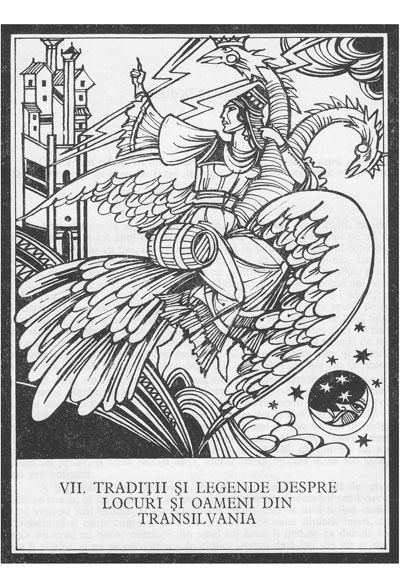 VII. TRADIȚII ȘI LEGENDE DESPRE
LOCURI ȘI OAMENI DIN
TRANSILVANIA